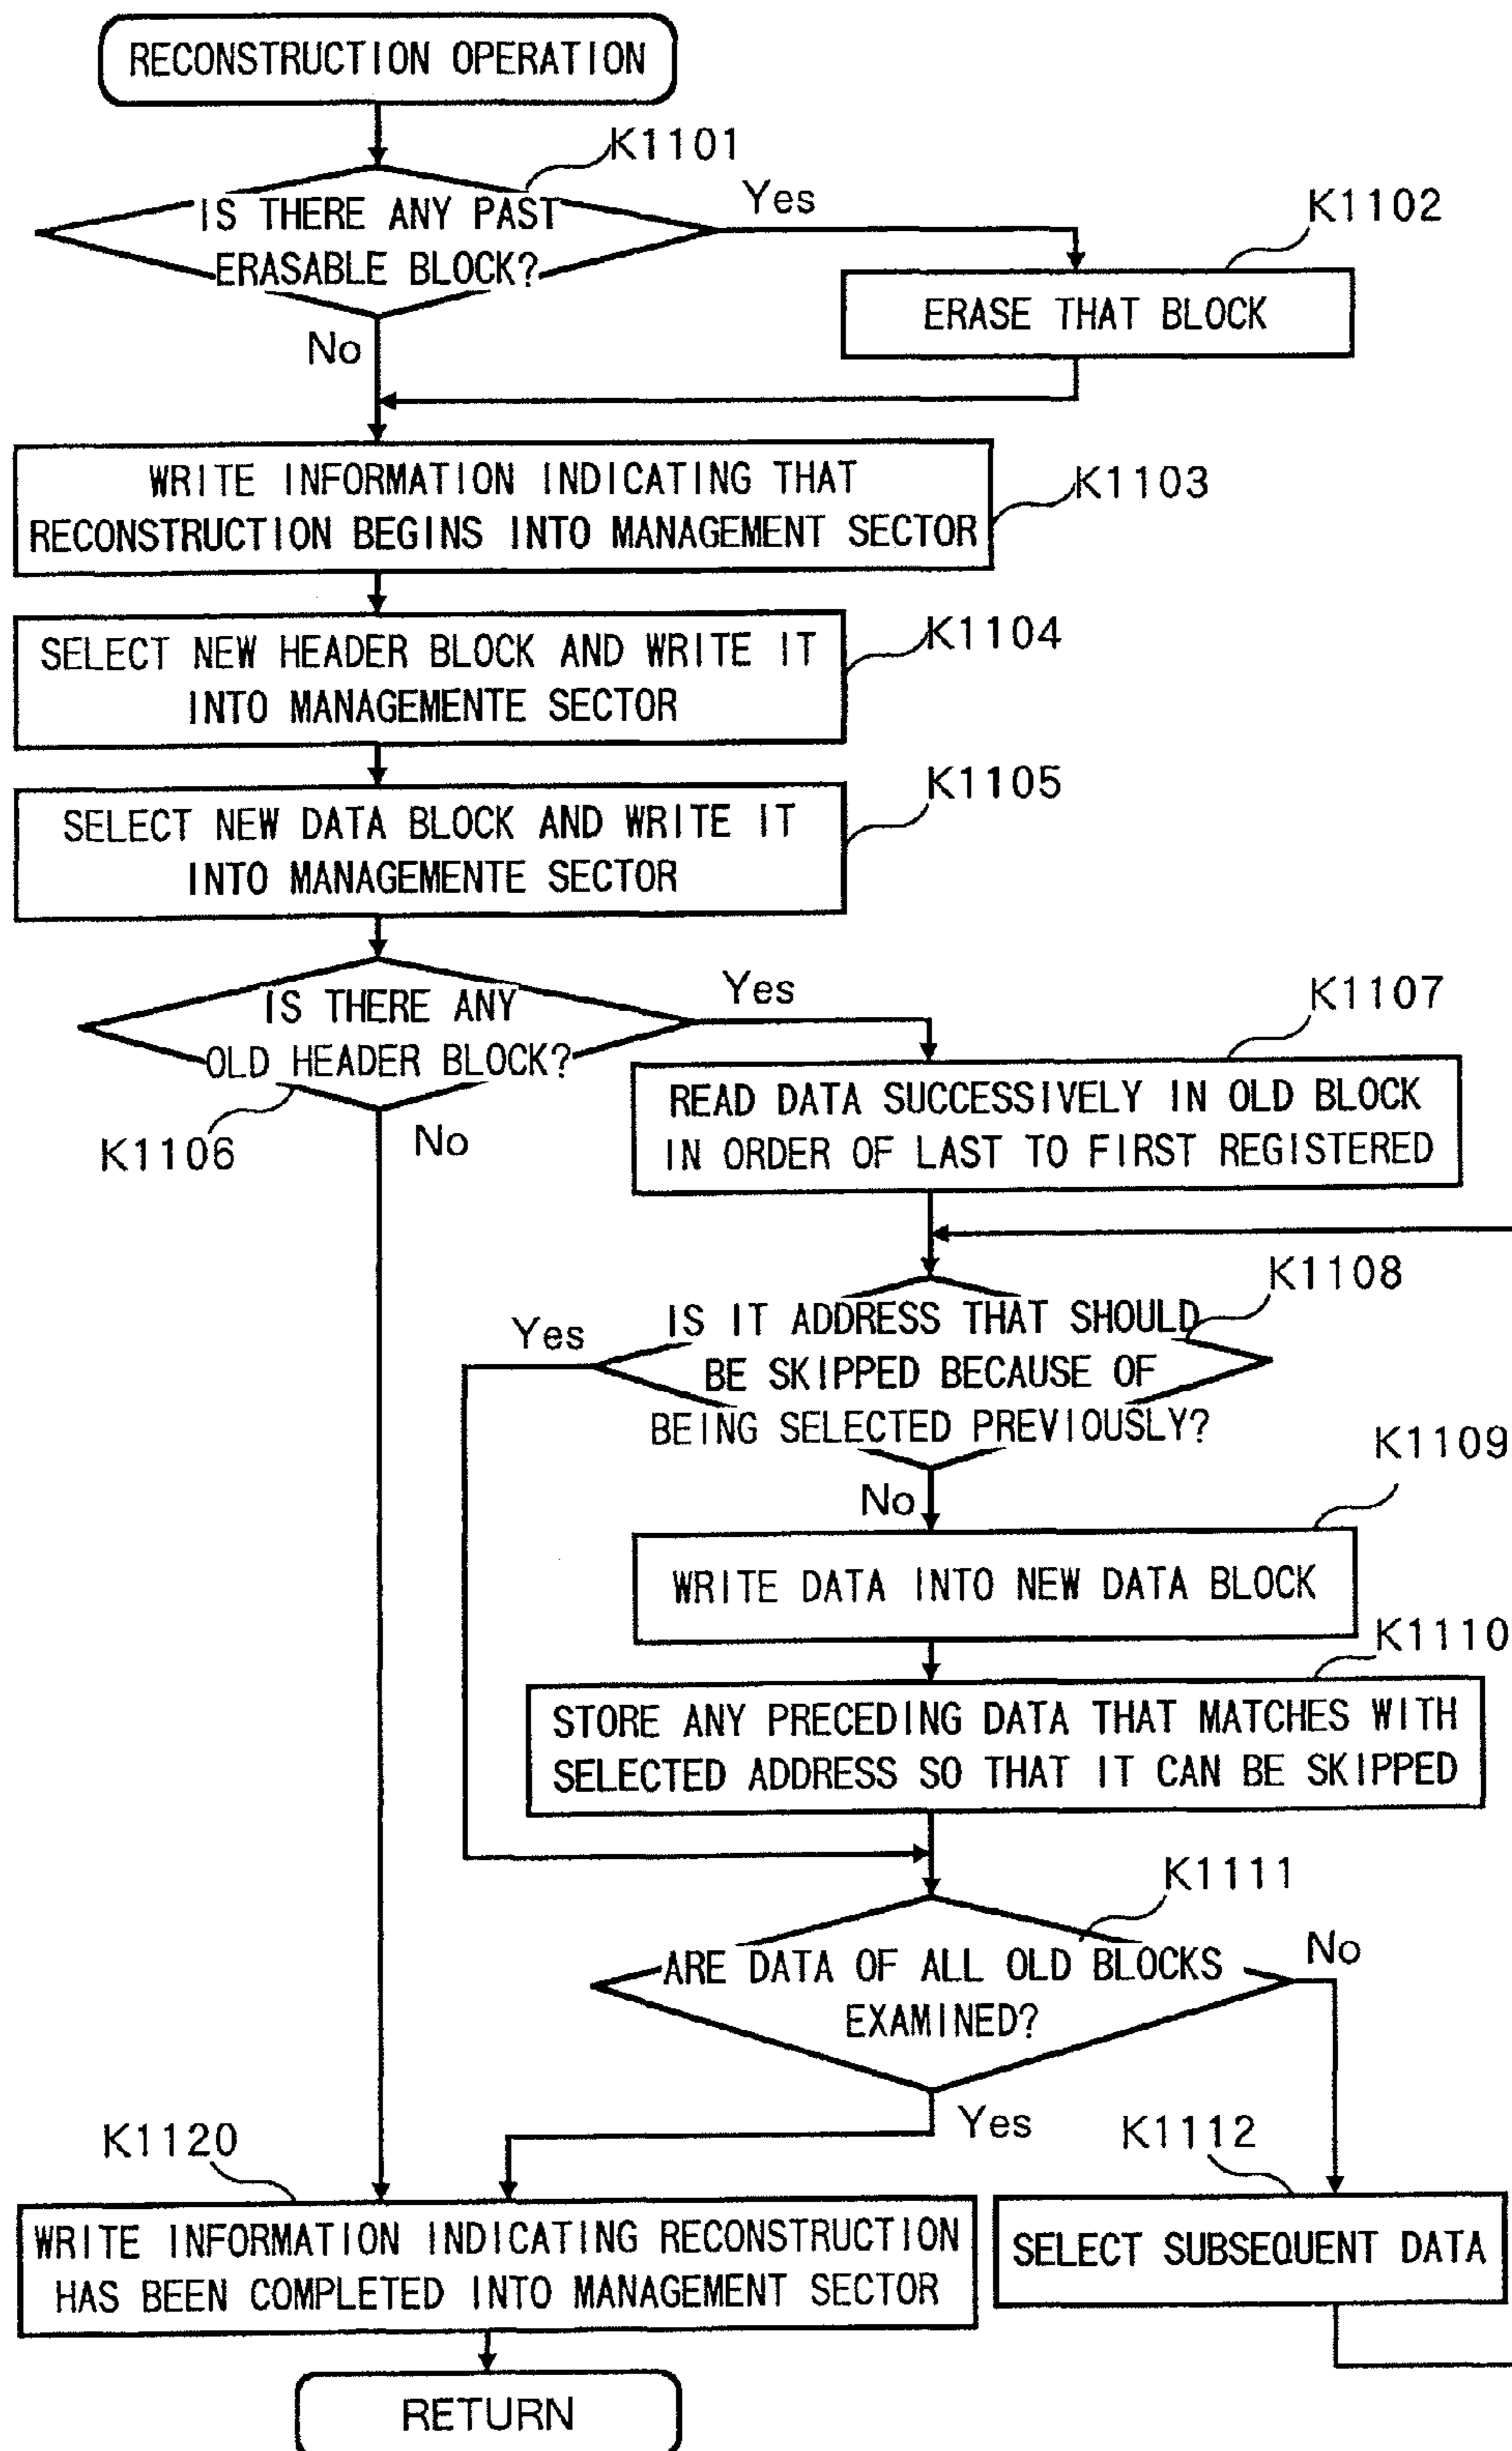 RECONSTRUCTION OPERATION
K1101
IS THERE ANY PAST
ERASABLE BLOCK?
Yes
No
K1102
ERASE THAT BLOCK
WRITE INFORMATION INDICATING THAT
RECONSTRUCTION BEGINS INTO MANAGEMENT SECTOR
K1103
SELECT NEW HEADER BLOCK AND WRITE IT
INTO MANAGEMENTE SECTOR
K1104
SELECT NEW DATA BLOCK AND WRITE IT
INTO MANAGEMENTE SECTOR
K1105
IS THERE ANY
OLD HEADER BLOCK?
Yes
No
K1106
K1107
READ DATA SUCCESSIVELY IN OLD BLOCK
IN ORDER OF LAST TO FIRST REGISTERED
K1108
IS IT ADDRESS THAT SHOULD
BE SKIPPED BECAUSE OF
BEING SELECTED PREVIOUSLY?
Yes
No
K1109
WRITE DATA INTO NEW DATA BLOCK
K1110
STORE ANY PRECEDING DATA THAT MATCHES WITH
SELECTED ADDRESS SO THAT IT CAN BE SKIPPED
K1111
ARE DATA OF ALL OLD BLOCKS
EXAMINED?
No
Yes
K1112
SELECT SUBSEQUENT DATA
K1120
WRITE INFORMATION INDICATING RECONSTRUCTION
HAS BEEN COMPLETED INTO MANAGEMENT SECTOR
RETURN